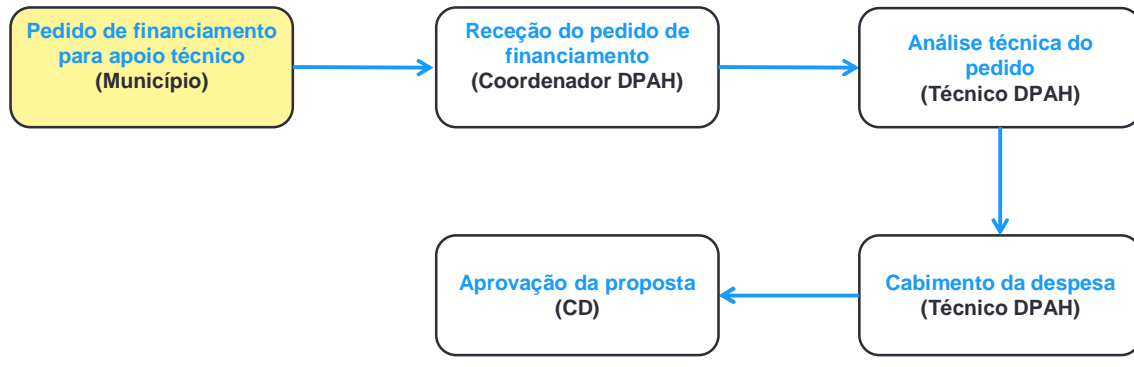 Pedido de financiamento
para apoio técnico
(Município)
Receção do pedido de
financiamento
(Coordenador DPAH)
Análise técnica do
pedido
(Técnico DPAH)
Cabimento da despesa
(Técnico DPAH)
Aprovação da proposta
(CD)